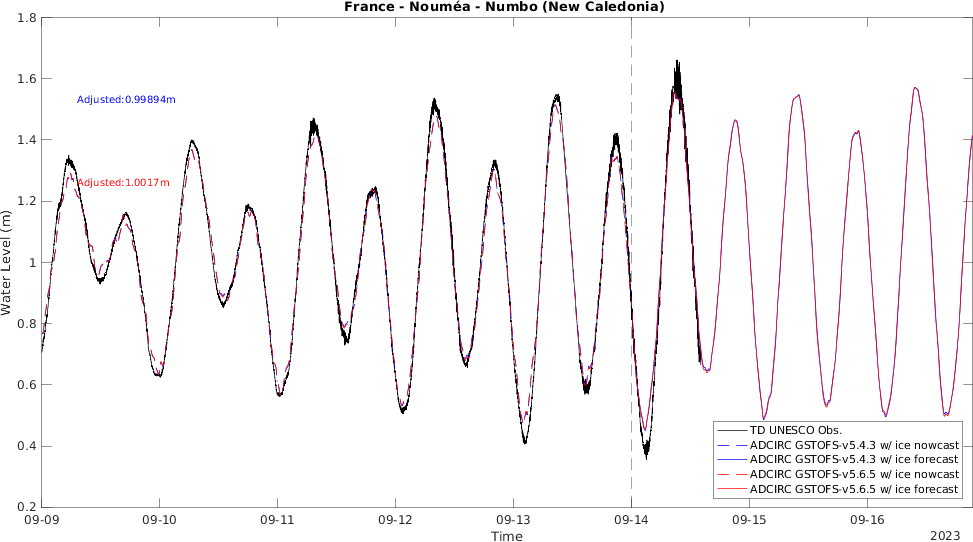 France - Nouméa - Numbo (New Caledonia)
1.8
1.6
1.4
1.2
1
0.8
0.6
0.4
0.2
Water Level (m)
Adjusted:0.99894m
Adjusted:1.0017m
TD UNESCO Obs.
ADCIRC GSTOFS-v5.4.3 w/ ice nowcast
ADCIRC GSTOFS-v5.4.3 w/ ice forecast
ADCIRC GSTOFS-v5.6.5 w/ ice nowcast
ADCIRC GSTOFS-v5.6.5 w/ ice forecast
09-09 09-10 09-11 09-12 09-13 09-14 09-15 09-16
Time
2023